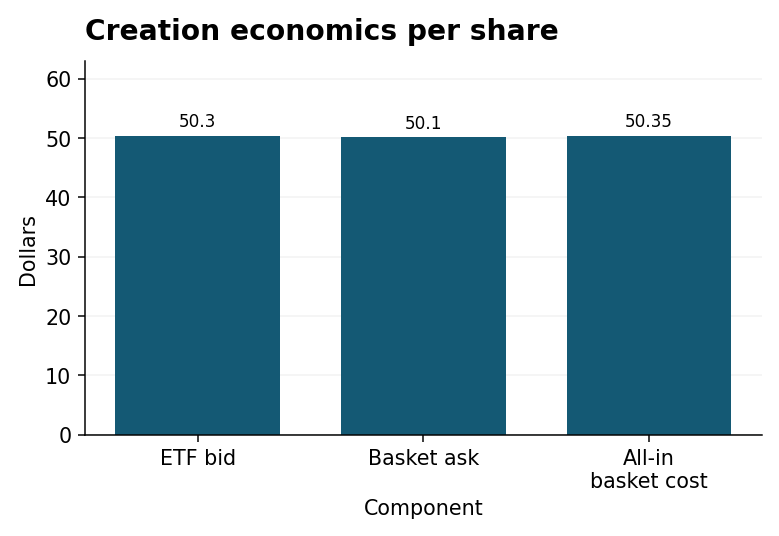 Creation economics per share
60
50
40
30
20
10
0
Dollars
50.3
50.1
50.35
ETF bid
Basket ask
All-in
basket cost
Component